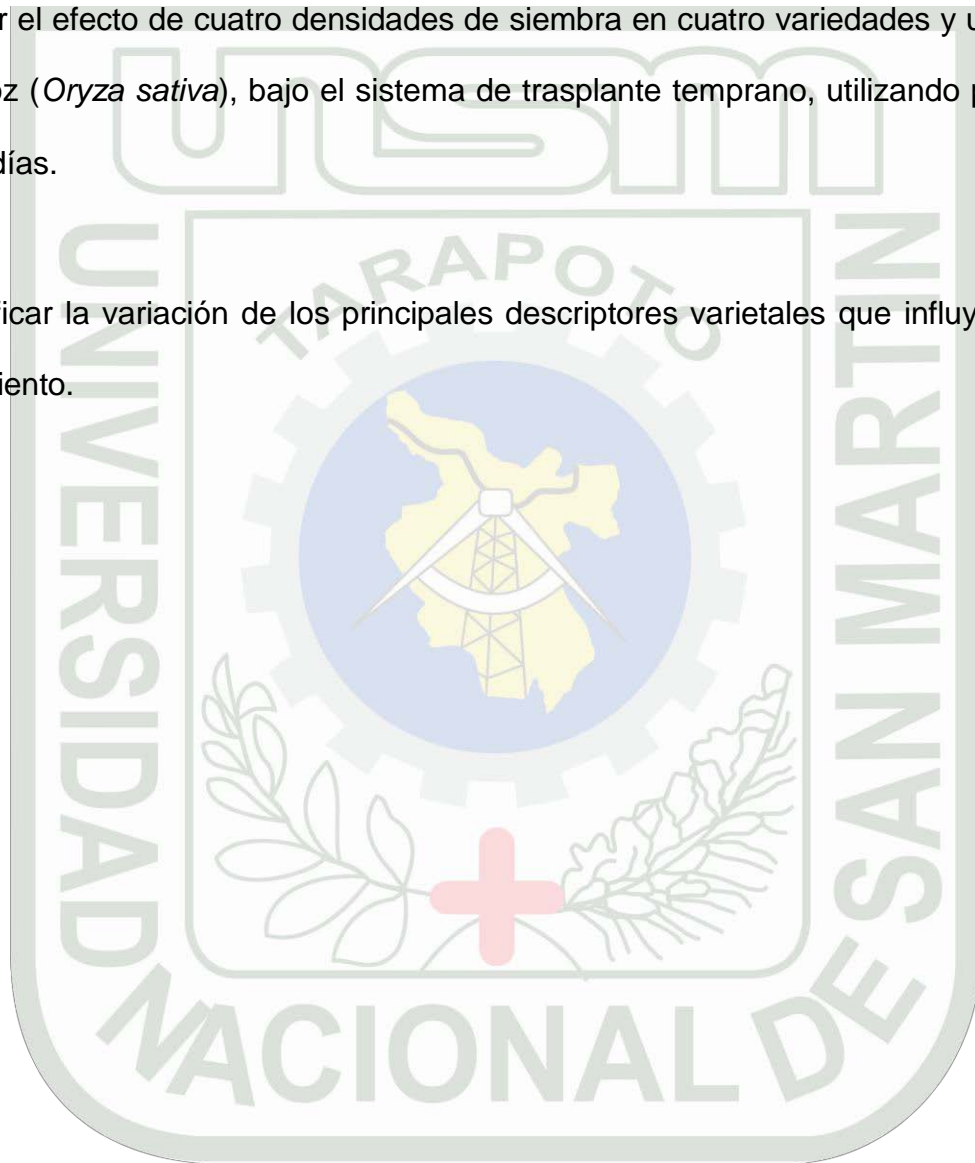 unsm
r el efecto de cuatro densidades de siembra en cuatro variedades y u
oz (Oryza sativa), bajo el sistema de trasplante temprano, utilizando p
días.
TARAPOTO
ficar la variación de los principales descriptores varietales que influy
iento.
UNIVERSIDAD NACIONAL DE SAN MARTIN